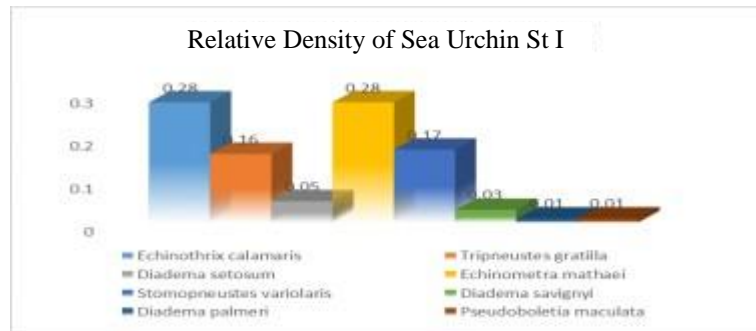 Relative Density of Sea Urchin St I
0.28
0.28
0.3
0.16
0.17
0.2
0.05
0.03
0.1
0.01
0.01
0
Echinothrix calamaris
Tripneustes gratilla
Diadema setosum
Echinometra mathaei
Stomopneustes variolaris
Diadema savignyi
Diadema palmeri
Pseudoboletia maculata